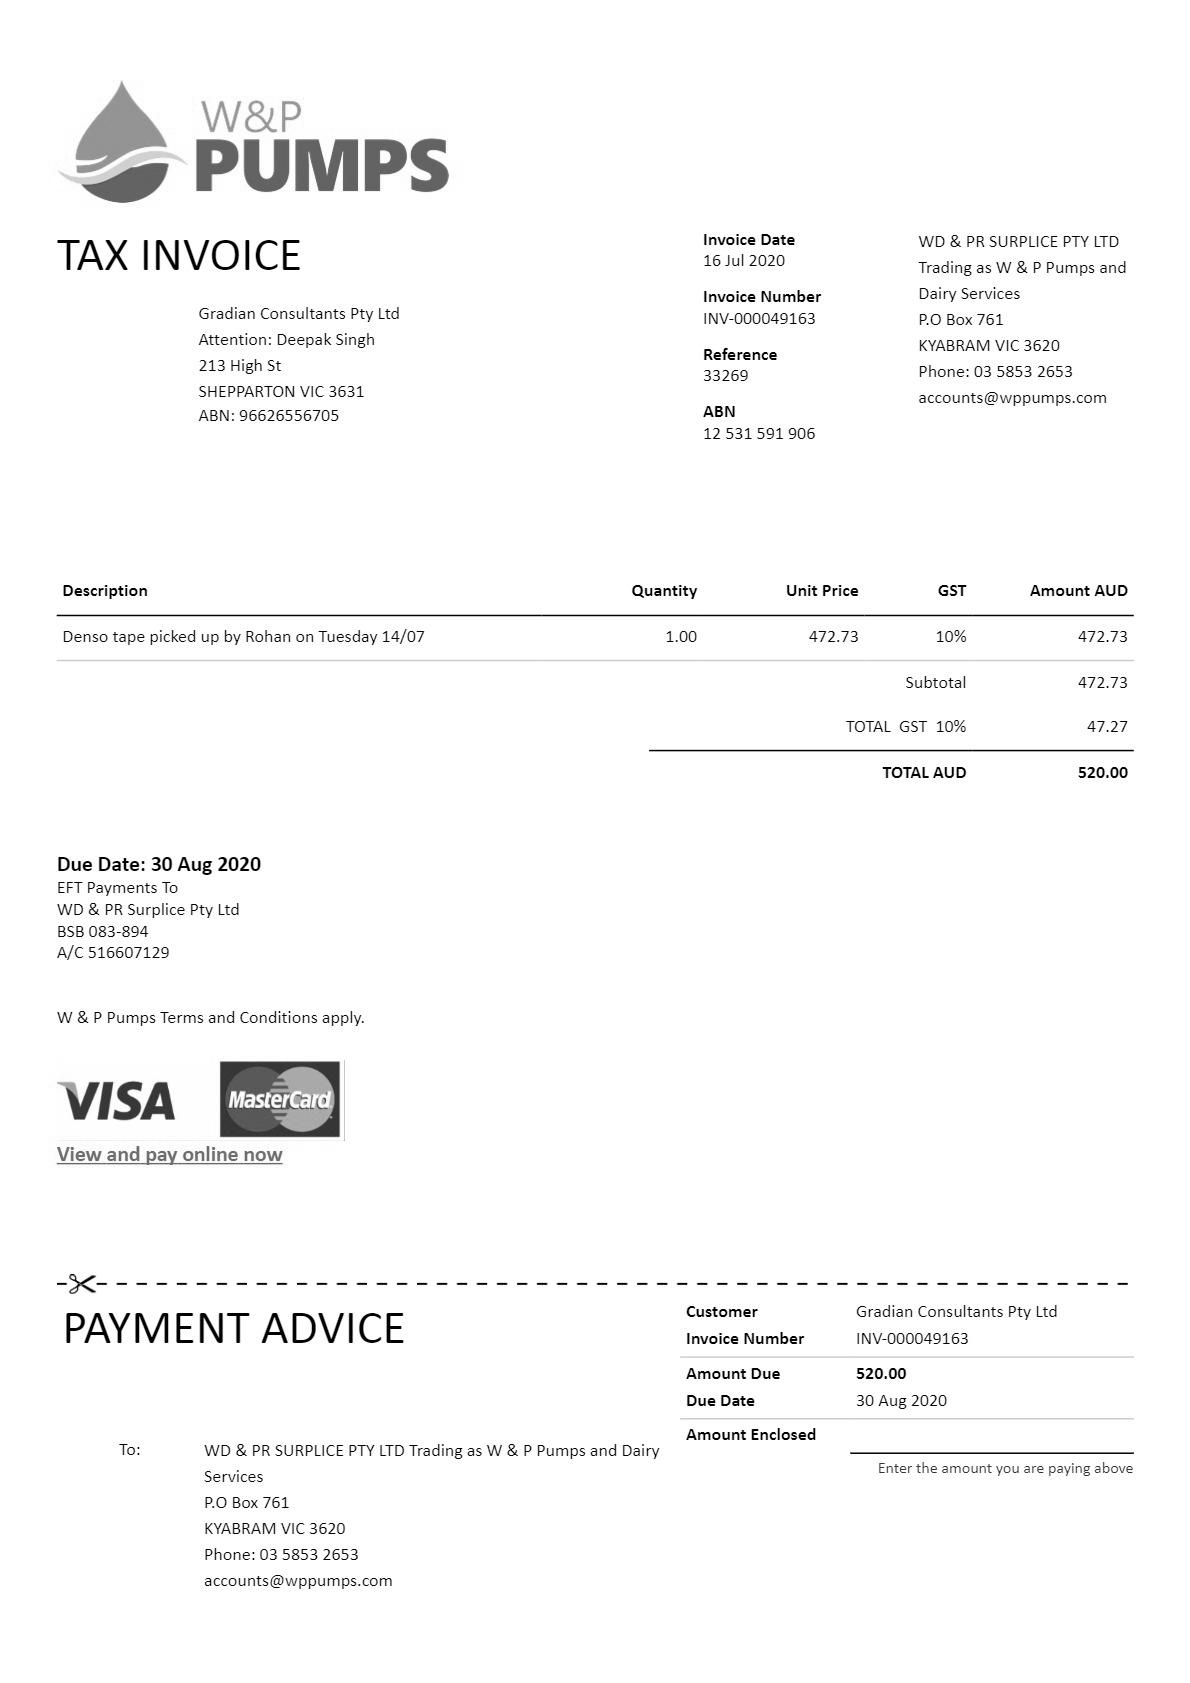 W&P
PUMPS
TAX INVOICE
Gradian Consultants Pty Ltd
Attention: Deepak Singh
213 High St
SHEPPARTON VIC 3631
ABN: 96626556705
Invoice Date
16 Jul 2020
Invoice Number
INV-000049163
Reference
33269
ABN
12 531 591 906
WD & PR SURPLICE PTY LTD
Trading as W & P Pumps and
Dairy Services
P.O Box 761
KYABRAM VIC 3620
Phone: 03 5853 2653
accounts@wppumps.com
Description Quantity Unit Price GST Amount AUD
Denso tape picked up by Rohan on Tuesday 14/07 1.00 472.73 10% 472.73
Subtotal 472.73
TOTAL GST 10% 47.27
TOTAL AUD 520.00
Due Date: 30 Aug 2020
EFT Payments To
WD & PR Surplice Pty Ltd
BSB 083-894
A/C 516607129
W & P Pumps Terms and Conditions apply.
VISA MasterCard
View and pay online now
PAYMENT ADVICE
To: WD & PR SURPLICE PTY LTD Trading as W & P Pumps and Dairy
Services
P.O Box 761
KYABRAM VIC 3620
Phone: 03 5853 2653
accounts@wppumps.com
Customer Gradian Consultants Pty Ltd
Invoice Number INV-000049163
Amount Due 520.00
Due Date 30 Aug 2020
Amount Enclosed
Enter the amount you are paying above